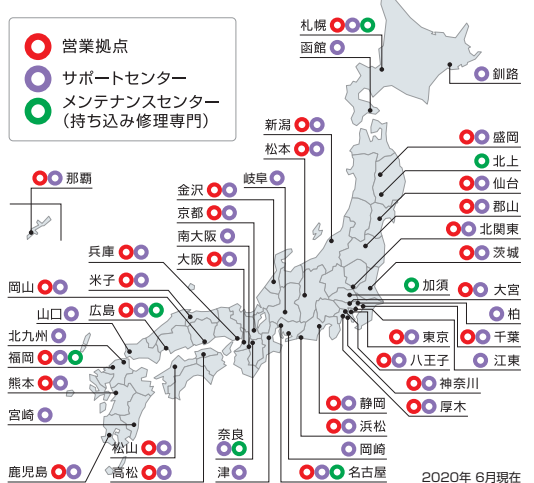 営業拠点
サポートセンター
メンテナンスセンター
(持ち込み修理専門)
札幌
函館
釧路
新潟
松本
盛岡
北上
仙台
郡山
北関東
茨城
那覇
金沢
岐阜
京都
南大阪
大阪
兵庫
米子
広島
岡山
山口
北九州
福岡
熊本
宮崎
鹿児島
加須
大宮
柏
東京
千葉
八王子
江東
神奈川
厚木
静岡
浜松
岡崎
名古屋
奈良
津
松山
高松
2020年 6月現在